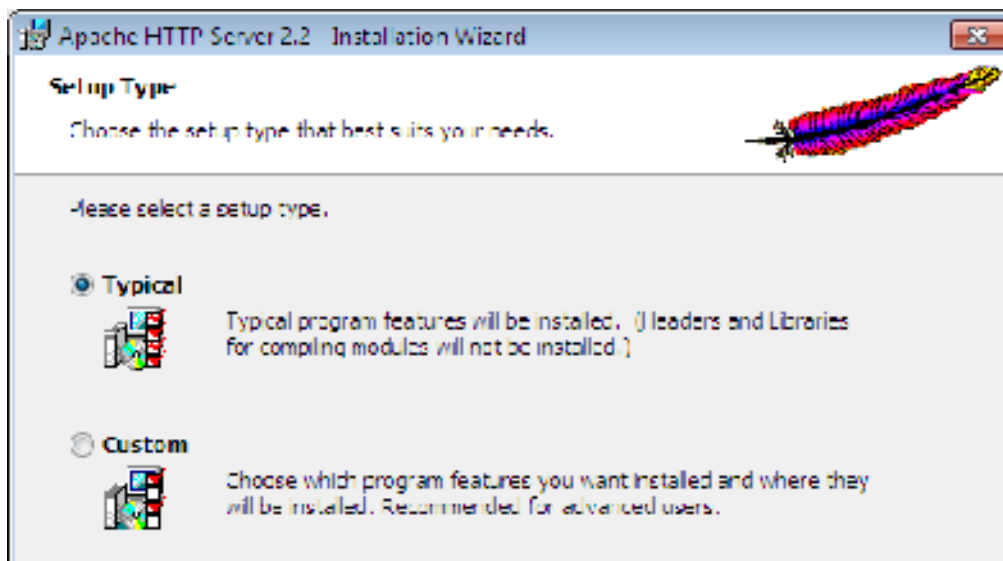 Apache HTTP Server 2.2 - Installation Wizard
Setup Type
Choose the setup type that best suits your needs.
Please select a setup type.
Typical
Typical program features will be installed. (Headers and Libraries
for compiling modules will not be installed.)
Custom
Choose which program features you want installed and where they
will be installed. Recommended for advanced users.